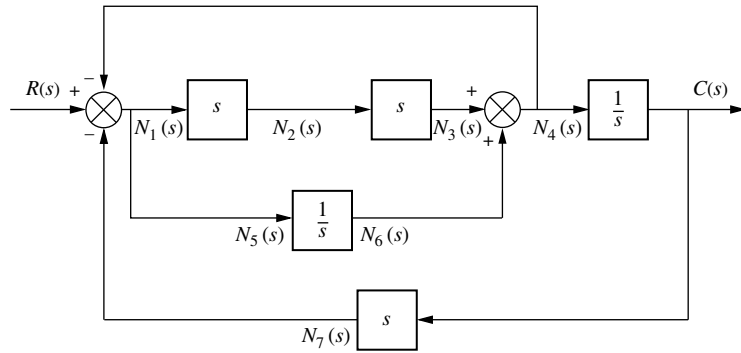 −
R(s) + s s + 1/s C(s)
−
N1 (s) N2 (s) N3 (s) + N4 (s)
1/s
N5 (s) N6 (s)
s
N7 (s)